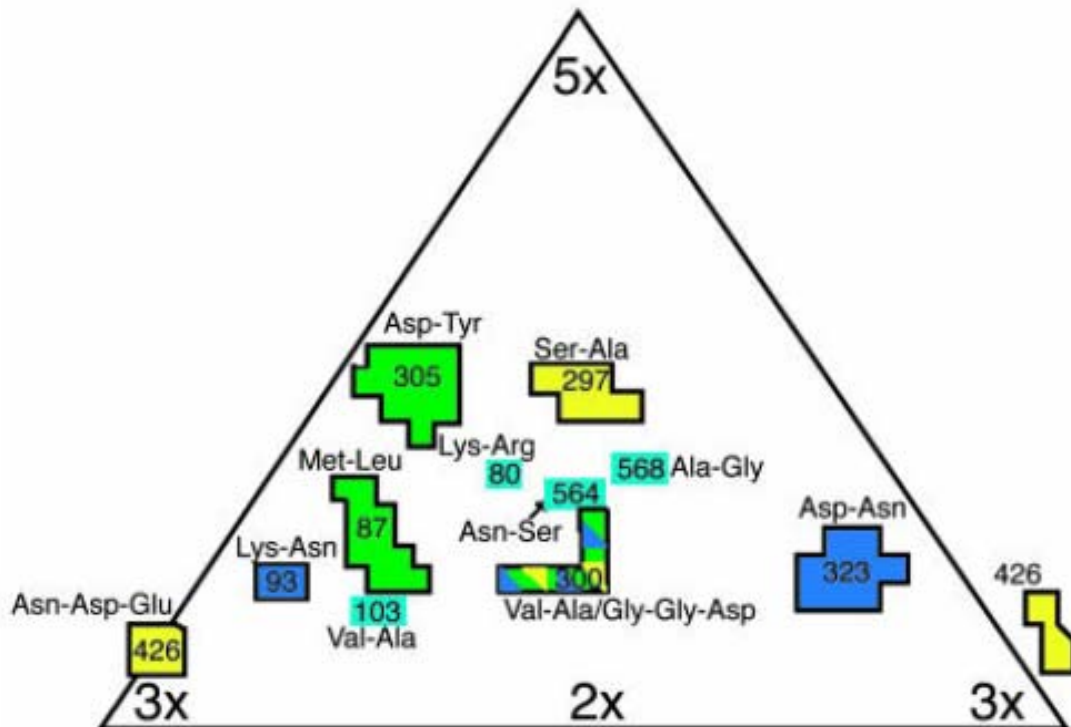 5x
Asp-Tyr
305
Ser-Ala
297
Lys-Arg
80
Met-Leu
87
568 Ala-Gly
564
Asn-Ser
Asp-Asn
323
Lys-Asn
93
300
Val-Ala/Gly-Gly-Asp
103
Val-Ala
Asn-Asp-Glu
426
426
3x
2x
3x